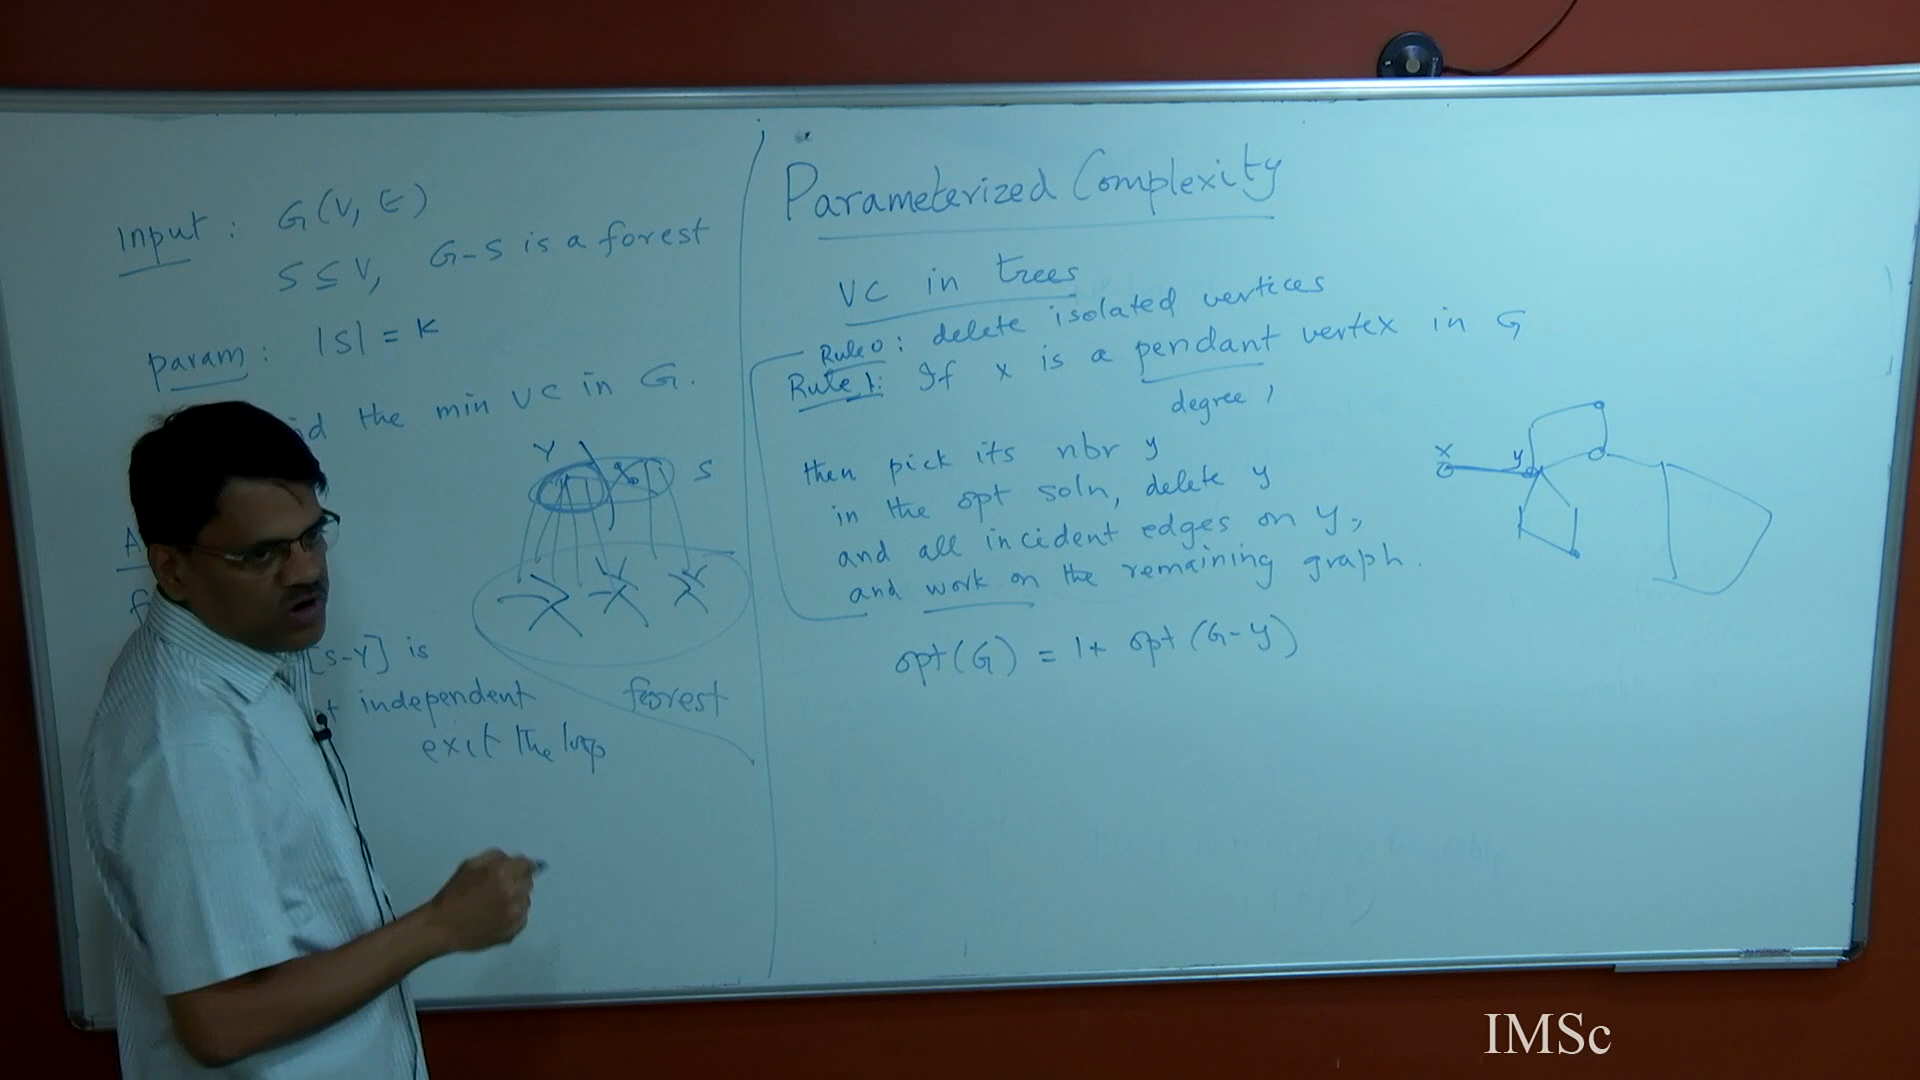 Input : G(V, E)
S ⊆ V, G-S is a forest
param : |S| = k
the min VC in G.
Y X S
[S-Y] is
independent
exit the loop
forest
Parameterized Complexity
VC in trees
Rule 0 : delete isolated vertices
Rule 1: If x is a pendant vertex in G
degree 1
then pick its nbr y
in the opt soln, delete y
and all incident edges on y,
and work on the remaining graph.
opt(G) = 1+ opt(G-y)
x y
IMSc